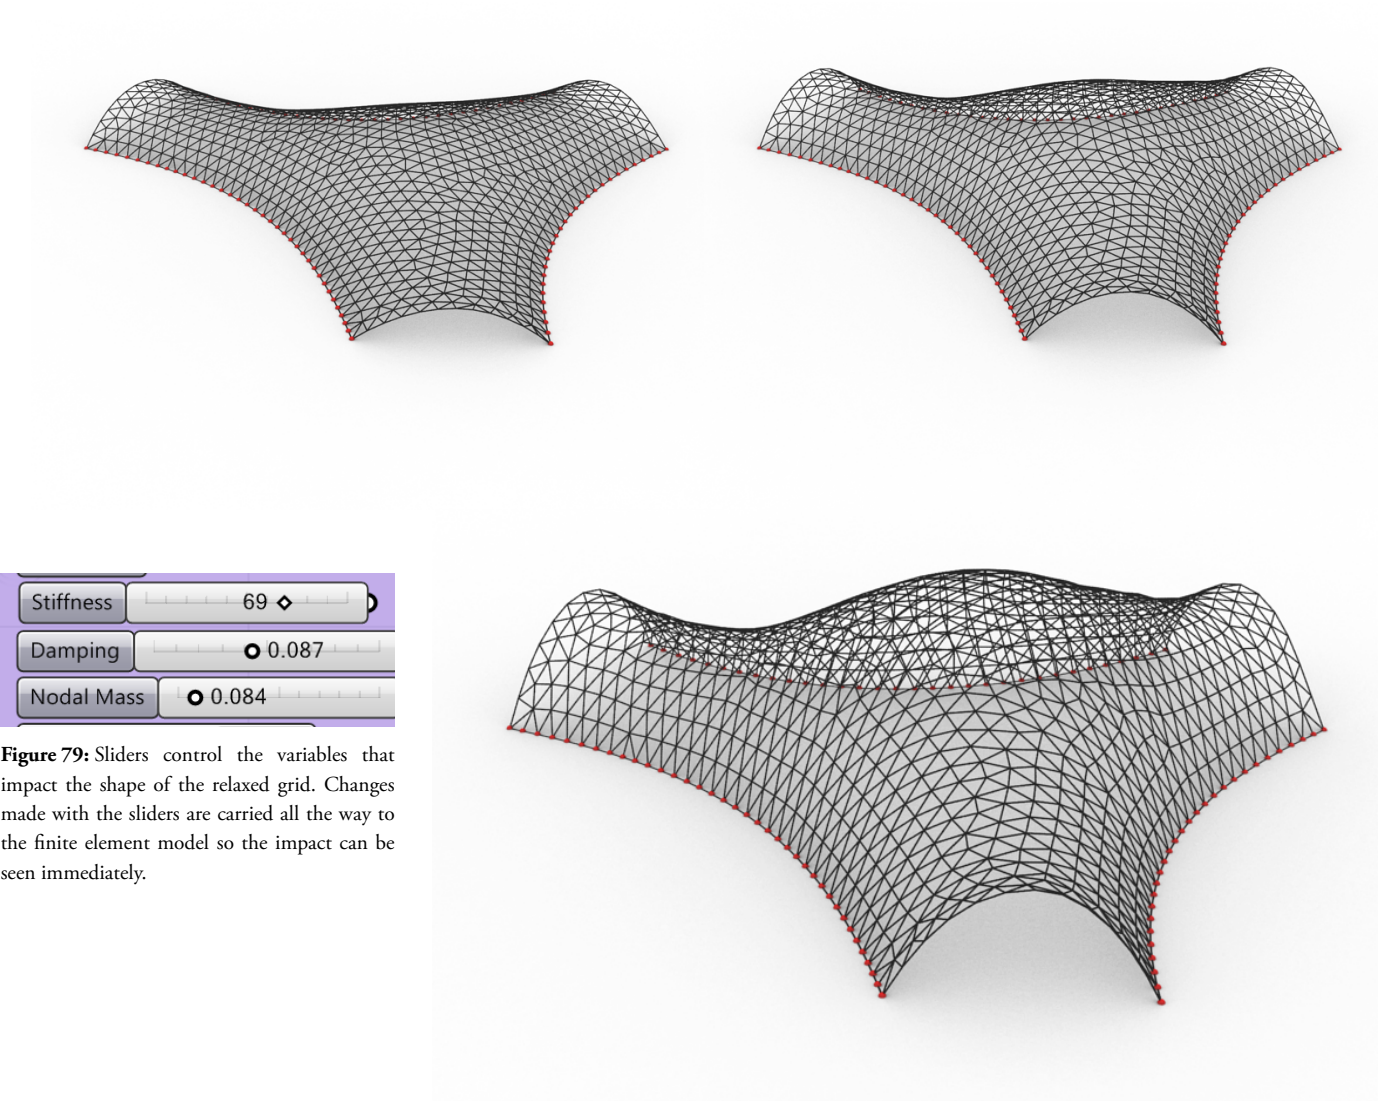 Stiffness 69
Damping 0.087
Nodal Mass 0.084
Figure 79: Sliders control the variables that
impact the shape of the relaxed grid. Changes
made with the sliders are carried all the way to
the finite element model so the impact can be
seen immediately.